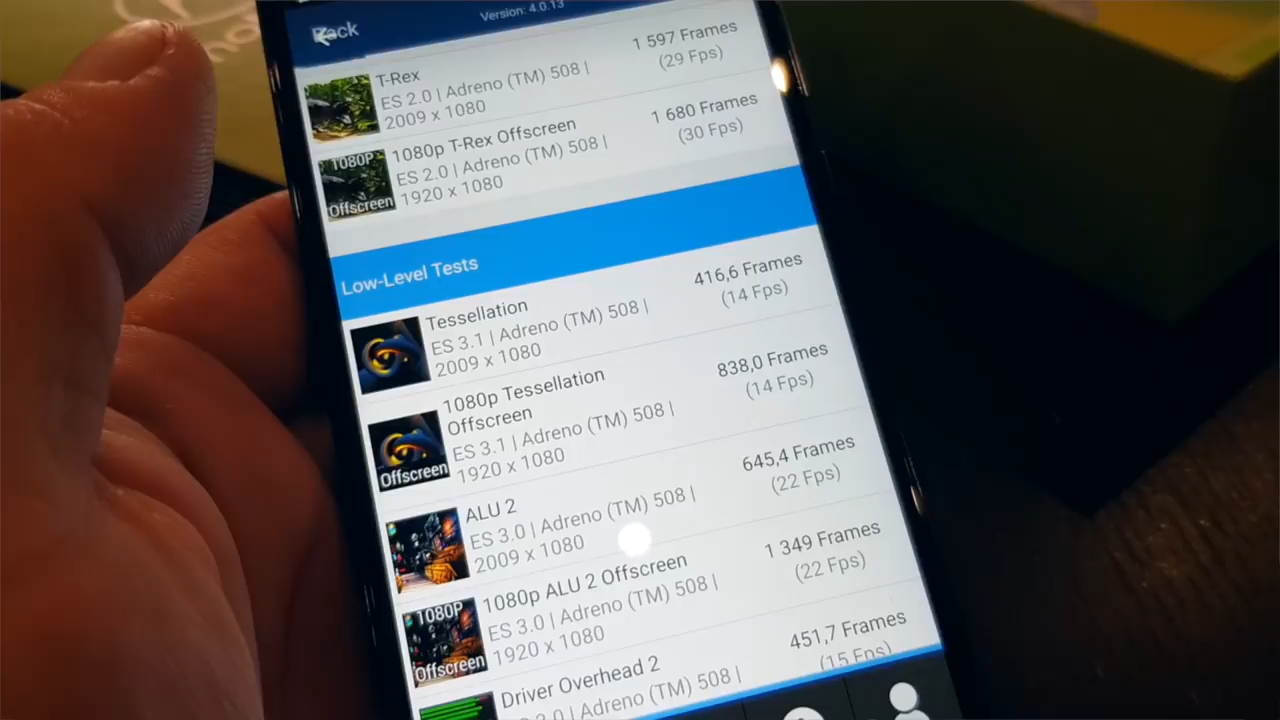 Back
Version: 4.0.13
T-Rex
ES 2.0 | Adreno (TM) 508 |
2009 x 1080
1 597 Frames
(29 Fps)
1080P
Offscreen
1080p T-Rex Offscreen
ES 2.0 | Adreno (TM) 508 |
1920 x 1080
1 680 Frames
(30 Fps)
Low-Level Tests
Tessellation
ES 3.1 | Adreno (TM) 508 |
2009 x 1080
416,6 Frames
(14 Fps)
Offscreen
1080p Tessellation
Offscreen
ES 3.1 | Adreno (TM) 508 |
1920 x 1080
838,0 Frames
(14 Fps)
ALU 2
ES 3.0 | Adreno (TM) 508 |
2009 x 1080
645,4 Frames
(22 Fps)
1080P
Offscreen
1080p ALU 2 Offscreen
ES 3.0 | Adreno (TM) 508 |
1920 x 1080
1 349 Frames
(22 Fps)
Driver Overhead 2
Adreno (TM) 508 |
451,7 Frames
(15 Fps)